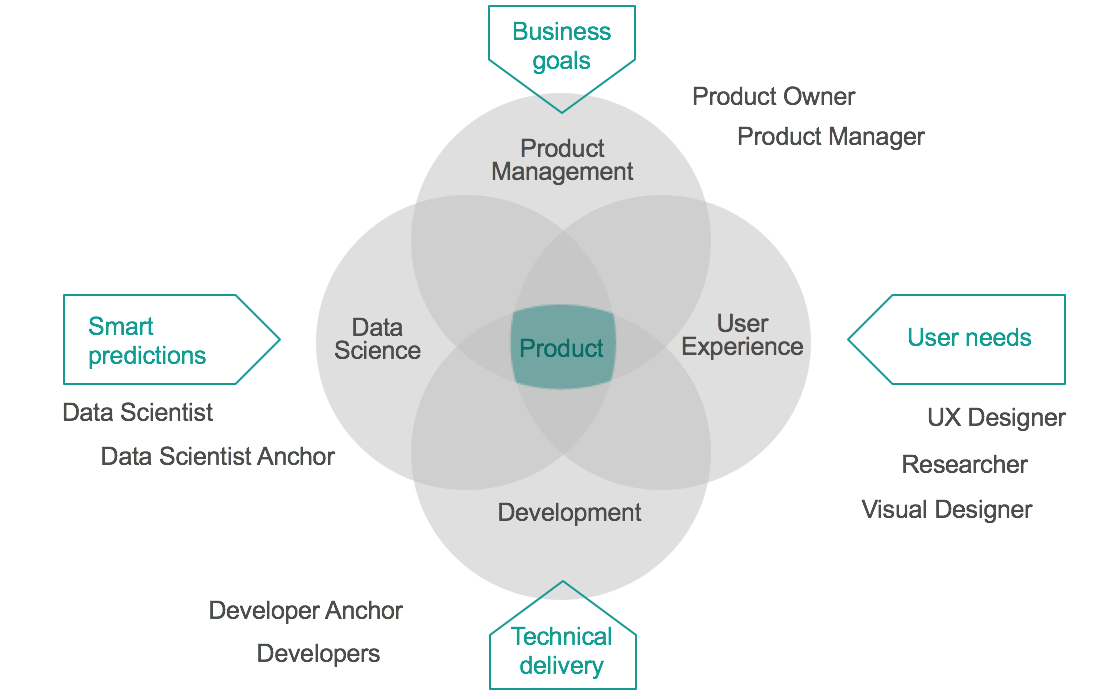 Business
goals
Product Owner
Product Manager
Product
Management
Smart
predictions
Data
Science
Product
User
Experience
User needs
Data Scientist
Data Scientist Anchor
UX Designer
Researcher
Visual Designer
Development
Developer Anchor
Developers
Technical
delivery